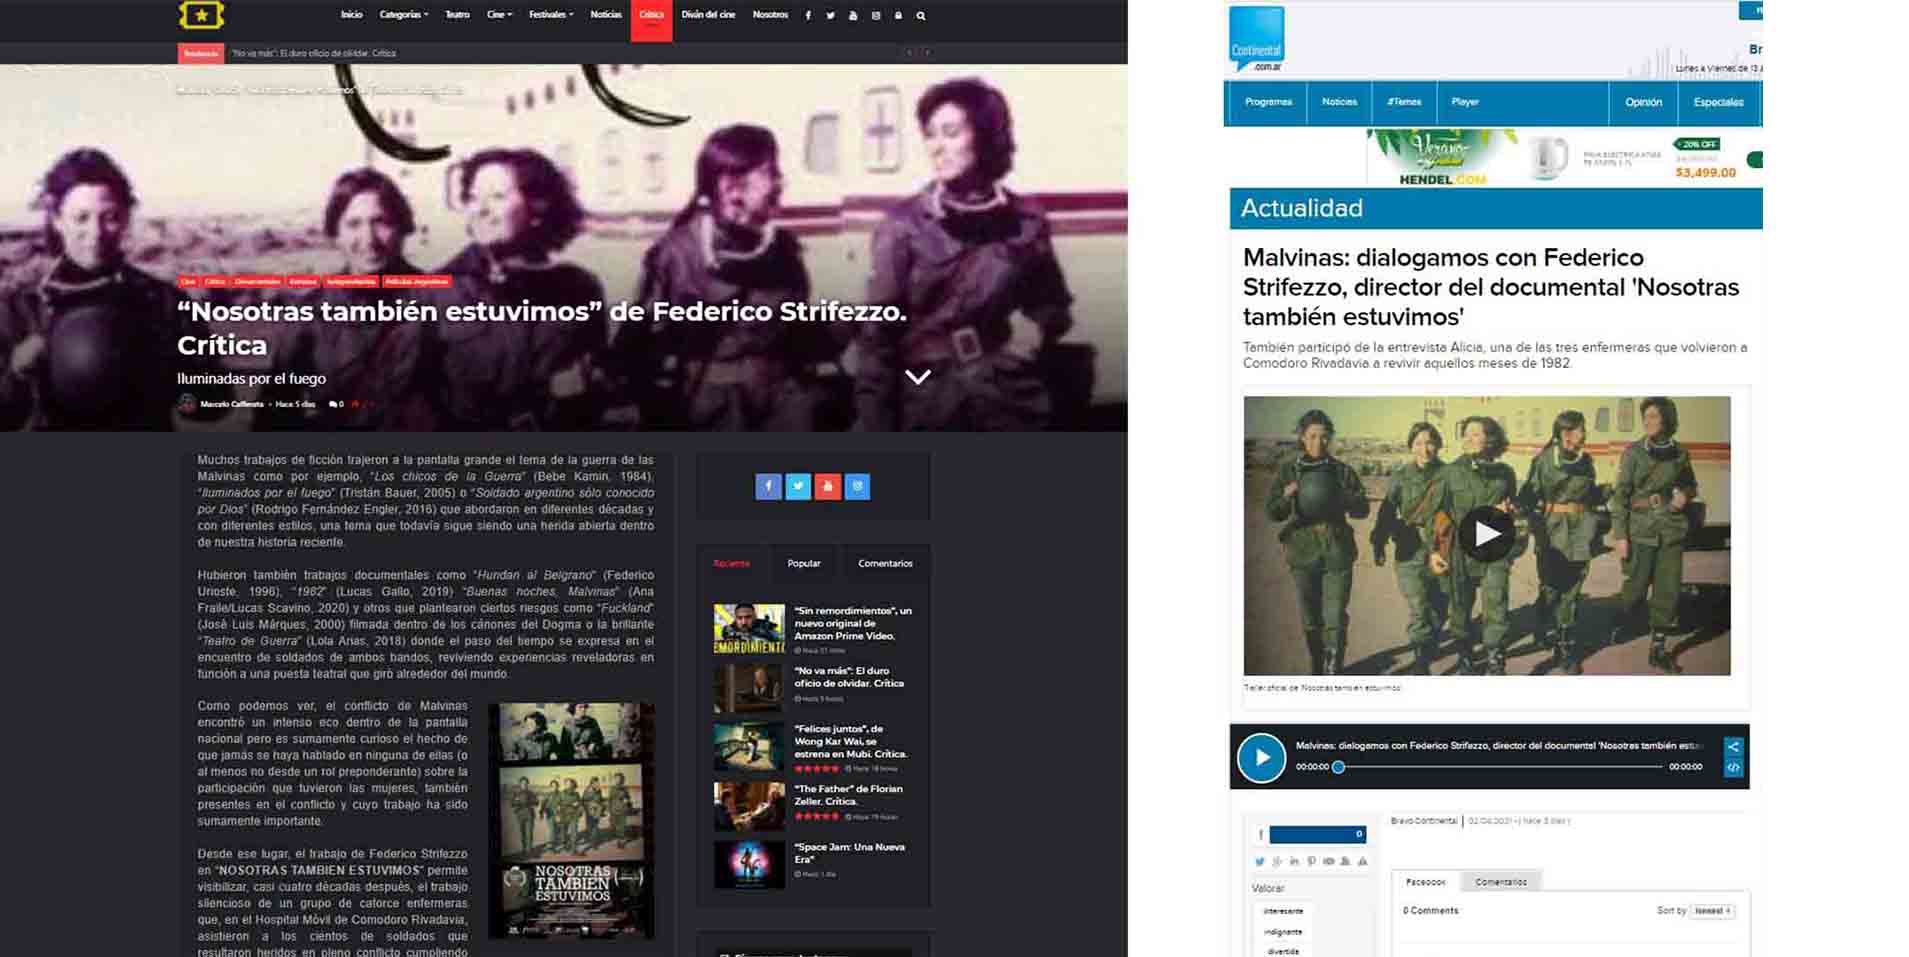 Inicio Categorías Teatro Cine Festivales Noticias Crítica Diván del cine Nosotros
Tendencia "No va más": El duro oficio de olvidar. Crítica
Cine Crítica Documentales Estrenos Independientes Películas Argentinas
“Nosotras también estuvimos” de Federico Strifezzo.
Crítica
Iluminadas por el fuego
Marcelo Cafferata • Hace 5 días 0
Muchos trabajos de ficción trajeron a la pantalla grande el tema de la guerra de las
Malvinas como por ejemplo, “Los chicos de la Guerra” (Bebe Kamin, 1984),
“Iluminados por el fuego” (Tristán Bauer, 2005) o “Soldado argentino sólo conocido
por Dios” (Rodrigo Fernández Engler, 2016) que abordaron en diferentes décadas y
con diferentes estilos, una tema que todavía sigue siendo una herida abierta dentro
de nuestra historia reciente.
Hubieron también trabajos documentales como “Hundan al Belgrano” (Federico
Urioste, 1996), “1982” (Lucas Gallo, 2019) “Buenas noches, Malvinas” (Ana
Fraile/Lucas Scavino, 2020) y otros que plantearon ciertos riesgos como “Fuckland”
(José Luis Márques, 2000) filmada dentro de los cánones del Dogma o la brillante
“Teatro de Guerra” (Lola Arias, 2018) donde el paso del tiempo se expresa en el
encuentro de soldados de ambos bandos, reviviendo experiencias reveladoras en
función a una puesta teatral que giró alrededor del mundo.
Como podemos ver, el conflicto de Malvinas
encontró un intenso eco dentro de la pantalla
nacional pero es sumamente curioso el hecho de
que jamás se haya hablado en ninguna de ellas (o
al menos no desde un rol preponderante) sobre la
participación que tuvieron las mujeres, también
presentes en el conflicto y cuyo trabajo ha sido
sumamente importante.
Desde ese lugar, el trabajo de Federico Strifezzo
en “NOSOTRAS TAMBIEN ESTUVIMOS” permite
visibilizar, casi cuatro décadas después, el trabajo
silencioso de un grupo de catorce enfermeras
que, en el Hospital Móvil de Comodoro Rivadavia,
asistieron a los cientos de soldados que
resultaron heridos en pleno conflicto cumpliendo
NOSOTRAS
TAMBIÉN
ESTUVIMOS
Reciente Popular Comentarios
EMORDIMIENTO
“Sin remordimientos”, un
nuevo original de
Amazon Prime Video.
“No va más”: El duro
oficio de olvidar. Crítica
Hace 5 horas
“Felices juntos”, de
Wong Kar Wai, se
estrena en Mubi. Crítica.
Hace 18 horas
“The Father” de Florian
Zeller. Crítica.
Hace 19 horas
“Space Jam: Una Nueva
Era”
Hace 1 día
Continental
.com.ar
Br
Lunes a Viernes de 13
Programas Noticias #Temas Player Opinión Especiales
Verano
HENDEL.COM
20% OFF
$3,499.00
Actualidad
Malvinas: dialogamos con Federico
Strifezzo, director del documental 'Nosotras
también estuvimos'
También participó de la entrevista Alicia, una de las tres enfermeras que volvieron a
Comodoro Rivadavia a revivir aquellos meses de 1982.
Trailer oficial de 'Nosotras también estuvimos'.
Malvinas: dialogamos con Federico Strifezzo, director del documental 'Nosotras también estu
00:00:00 00:00:00
0
Bravo Continental | 02/04/2021 - ( hace 3 días )
Valorar
interesante
indignante
divertida
Facebook Comentarios
0 Comments Sort by Newest